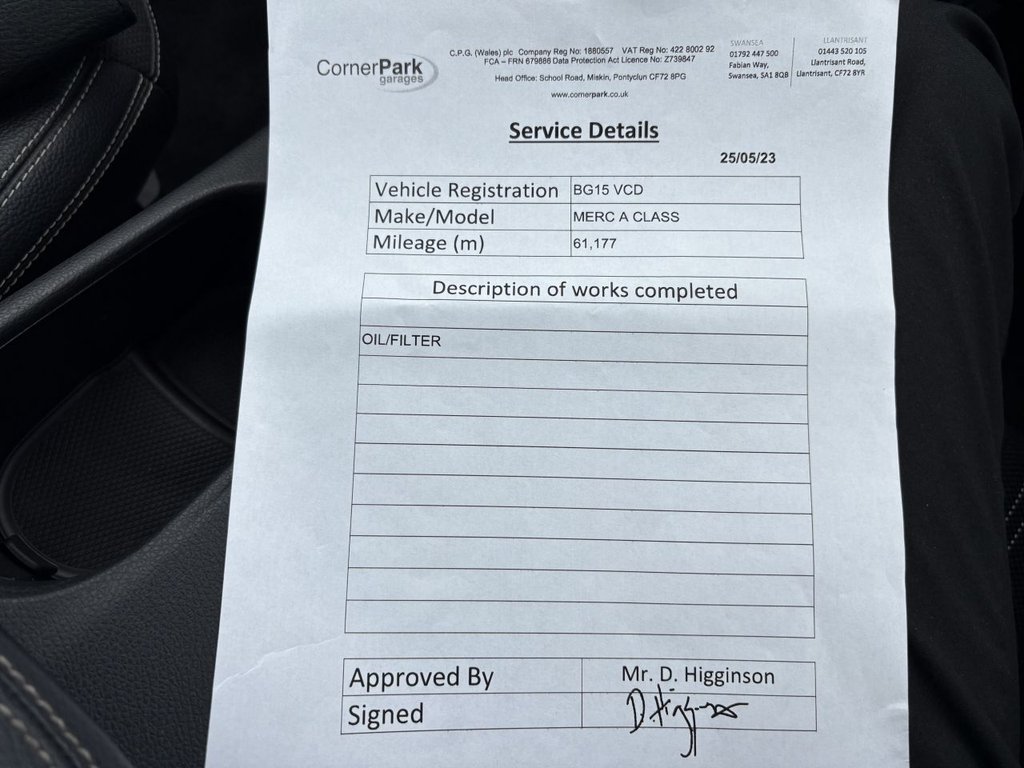 CornerPark
garages
C.P.G. (Wales) plc Company Reg No: 1880557 VAT Reg No: 422 8002 92
FCA – FRN 679888 Data Protection Act Licence No: Z739847
Head Office: School Road, Miskin, Pontyclun CF72 8PG
www.cornerpark.co.uk
SWANSEA
01792 447 500
Fabian Way,
Swansea, SA1 8QB
LLANTRISANT
01443 520 105
Llantrisant Road,
Llantrisant, CF72 8YR
Service Details
25/05/23
Vehicle Registration BG15 VCD
Make/Model MERC A CLASS
Mileage (m) 61,177
Description of works completed
OIL/FILTER
Approved By Mr. D. Higginson
Signed D Higginson